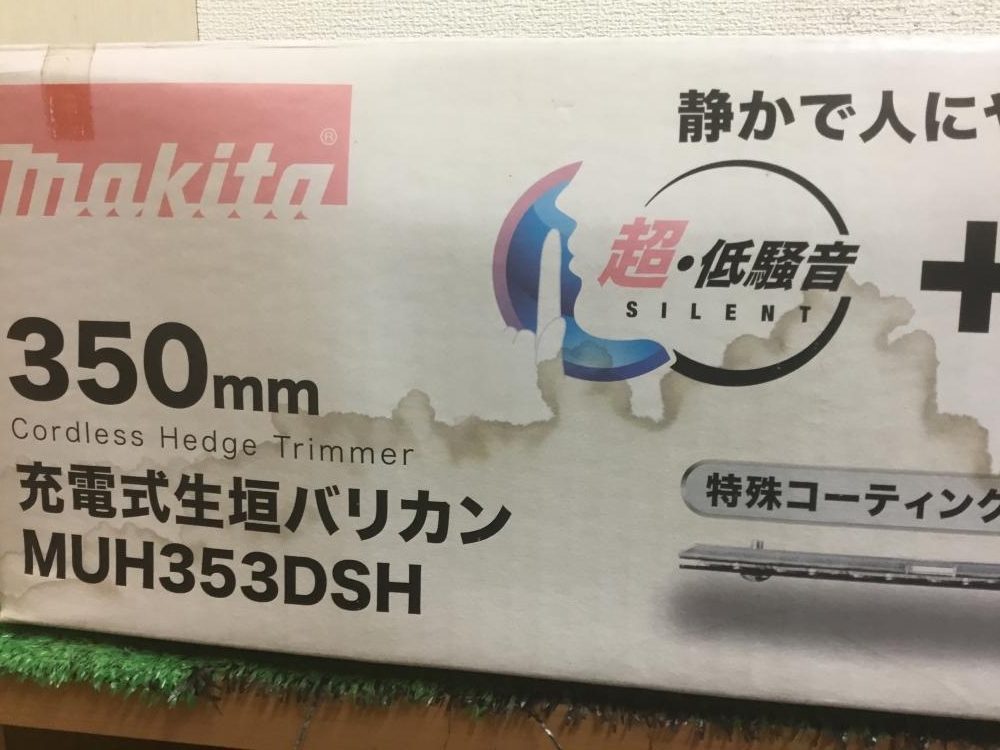 makita®
静かで人に
超・低騒音
SILENT
+
350mm
Cordless Hedge Trimmer
充電式生垣バリカン
MUH353DSH
特殊コーティング